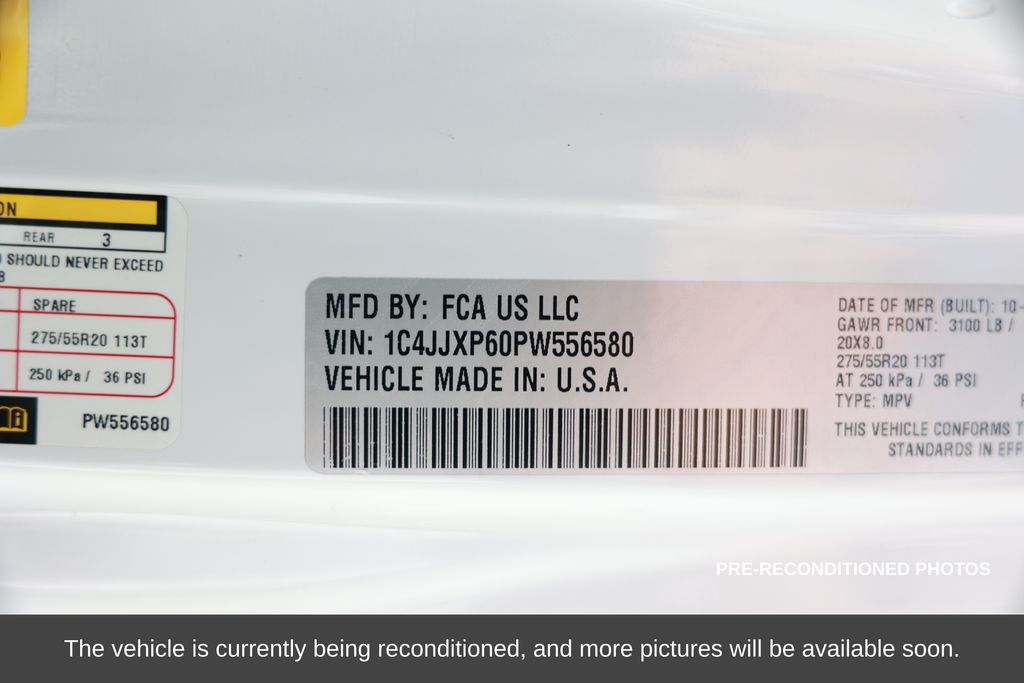 ON
REAR 3
SHOULD NEVER EXCEED
SPARE
275/55R20 113T
250 kPa / 36 PSI
PW556580
MFD BY: FCA US LLC
VIN: 1C4JJXP60PW556580
VEHICLE MADE IN: U.S.A.
DATE OF MFR (BUILT): 10-
GAWR FRONT: 3100 LB /
20X8.0
275/55R20 113T
AT 250 kPa / 36 PSI
TYPE: MPV
THIS VEHICLE CONFORMS T
STANDARDS IN EFF
PRE-RECONDITIONED PHOTOS
The vehicle is currently being reconditioned, and more pictures will be available soon.